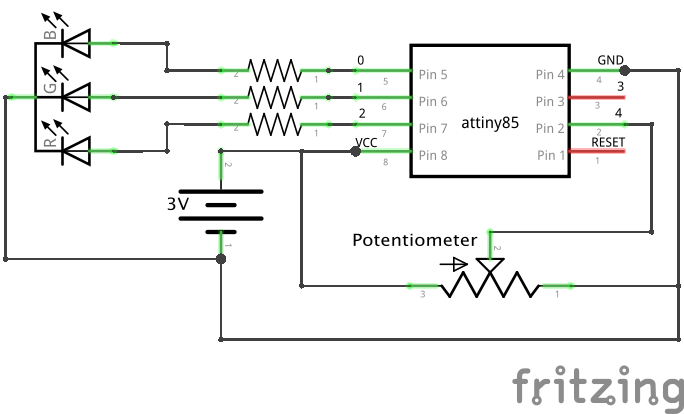 B
G
R
2
1
2
1
2
1
0
1
2
VCC
5
6
7
8
Pin 5
Pin 6
Pin 7
Pin 8
attiny85
Pin 4
Pin 3
Pin 2
Pin 1
GND
4
3
3
4
2
RESET
1
3V
2
1
Potentiometer
2
3
1
fritzing